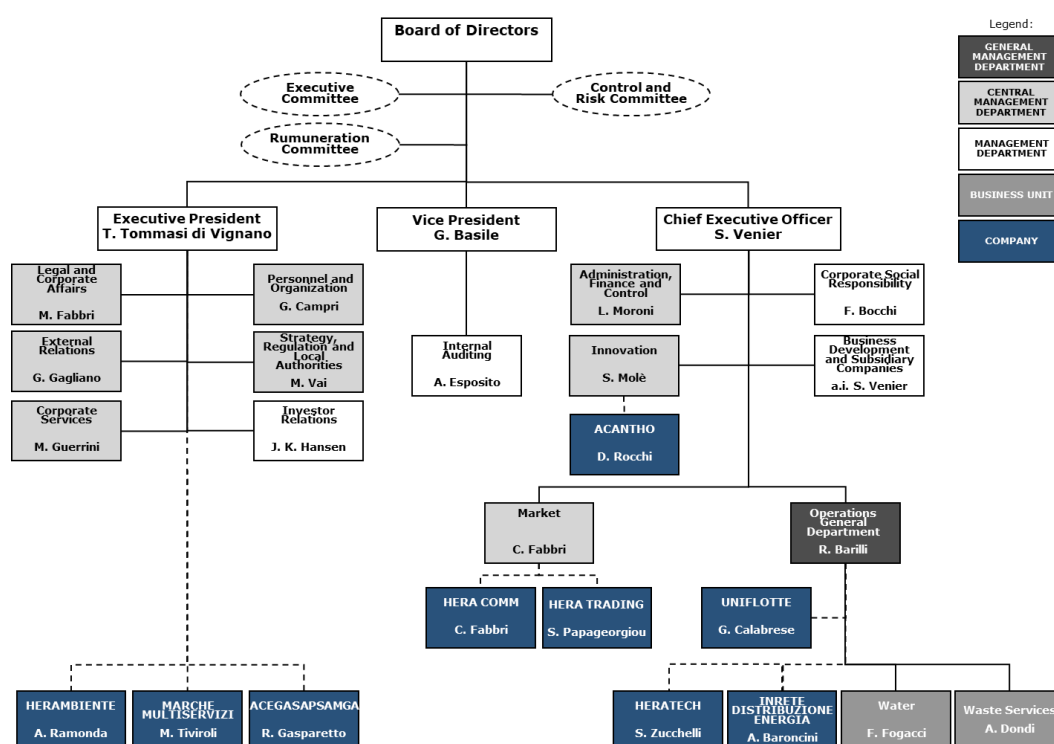 Legend:
GENERAL
MANAGEMENT
DEPARTMENT
CENTRAL
MANAGEMENT
DEPARTMENT
MANAGEMENT
DEPARTMENT
BUSINESS UNIT
COMPANY
Board of Directors
Executive
Committee
Control and
Risk Committee
Rumuneration
Committee
Executive President
T. Tommasi di Vignano
Vice President
G. Basile
Chief Executive Officer
S. Venier
Legal and
Corporate
Affairs
M. Fabbri
Personnel and
Organization
G. Campri
External
Relations
G. Gagliano
Strategy,
Regulation and
Local
Authorities
M. Vai
Corporate
Services
M. Guerrini
Investor
Relations
J. K. Hansen
Internal
Auditing
A. Esposito
Administration,
Finance and
Control
L. Moroni
Corporate Social
Responsibility
F. Bocchi
Innovation
S. Molè
Business
Development
and Subsidiary
Companies
a.i. S. Venier
ACANTHO
D. Rocchi
Market
C. Fabbri
Operations
General
Department
R. Barilli
HERA COMM
C. Fabbri
HERA TRADING
S. Papageorgiou
UNIFLOTTE
G. Calabrese
HERAMBIENTE
A. Ramonda
MARCHE
MULTISERVIZI
M. Tiviroli
ACEGASAPSAMGA
R. Gasparetto
HERATECH
S. Zucchelli
INRETE
DISTRIBUZIONE
ENERGIA
A. Baroncini
Water
F. Fogacci
Waste Services
A. Dondi